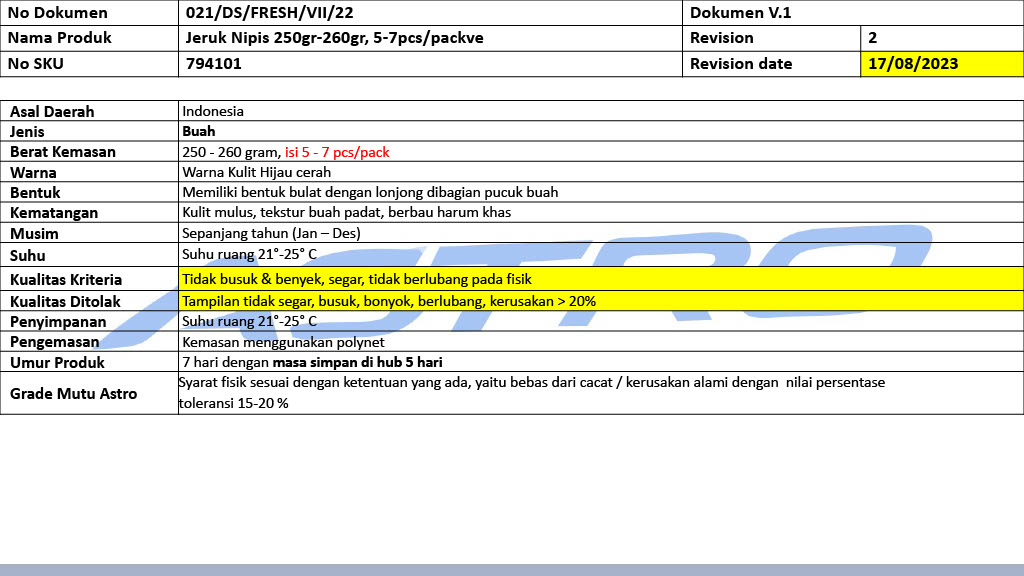 No Dokumen 021/DS/FRESH/VII/22 Dokumen V.1
Nama Produk Jeruk Nipis 250gr-260gr, 5-7pcs/packve Revision 2
No SKU 794101 Revision date 17/08/2023
Asal Daerah Indonesia
Jenis Buah
Berat Kemasan 250 - 260 gram, isi 5 - 7 pcs/pack
Warna Warna Kulit Hijau cerah
Bentuk Memiliki bentuk bulat dengan lonjong dibagian pucuk buah
Kematangan Kulit mulus, tekstur buah padat, berbau harum khas
Musim Sepanjang tahun (Jan – Des)
Suhu Suhu ruang 21°-25° C
Kualitas Kriteria Tidak busuk & benyek, segar, tidak berlubang pada fisik
Kualitas Ditolak Tampilan tidak segar, busuk, bonyok, berlubang, kerusakan > 20%
Penyimpanan Suhu ruang 21°-25° C
Pengemasan Kemasan menggunakan polynet
Umur Produk 7 hari dengan masa simpan di hub 5 hari
Grade Mutu Astro Syarat fisik sesuai dengan ketentuan yang ada, yaitu bebas dari cacat / kerusakan alami dengan nilai persentase
toleransi 15-20 %
ASTRO